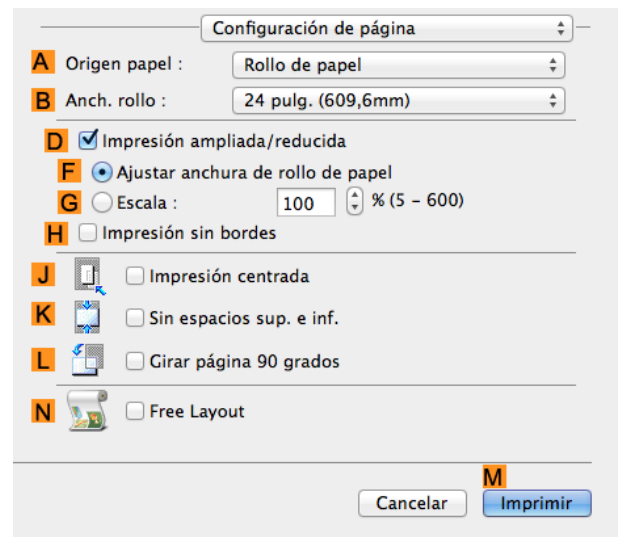 Configuración de página
A Origen papel : Rollo de papel
B Anch. rollo : 24 pulg. (609,6mm)
D Impresión ampliada/reducida
F Ajustar anchura de rollo de papel
G Escala : 100 % (5 – 600)
H Impresión sin bordes
J Impresión centrada
K Sin espacios sup. e inf.
L Girar página 90 grados
N Free Layout
M
Cancelar Imprimir